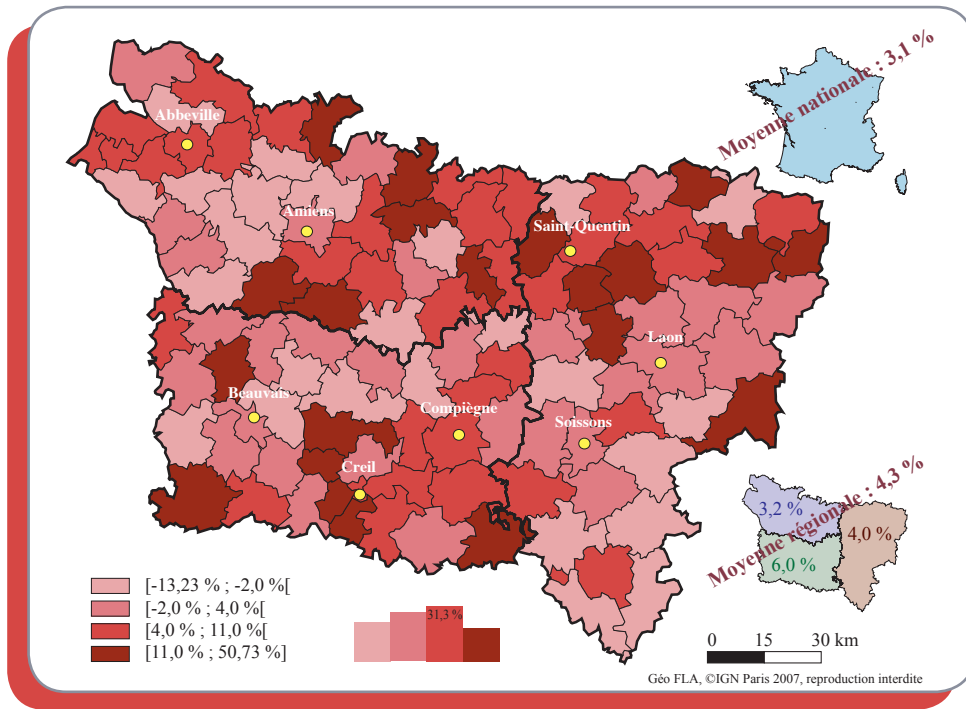 Moyenne nationale : 3,1 %
Abbeville
Amiens
Saint-Quentin
Laon
Beauvais
Compiègne
Soissons
Creil
Moyenne régionale : 4,3 %
3,2 %
4,0 %
6,0 %
[-13,23 % ; -2,0 %[
[-2,0 % ; 4,0 %[
[4,0 % ; 11,0 %[
[11,0 % ; 50,73 %]
31,3 %
0 15 30 km
Géo FLA, ©IGN Paris 2007, reproduction interdite